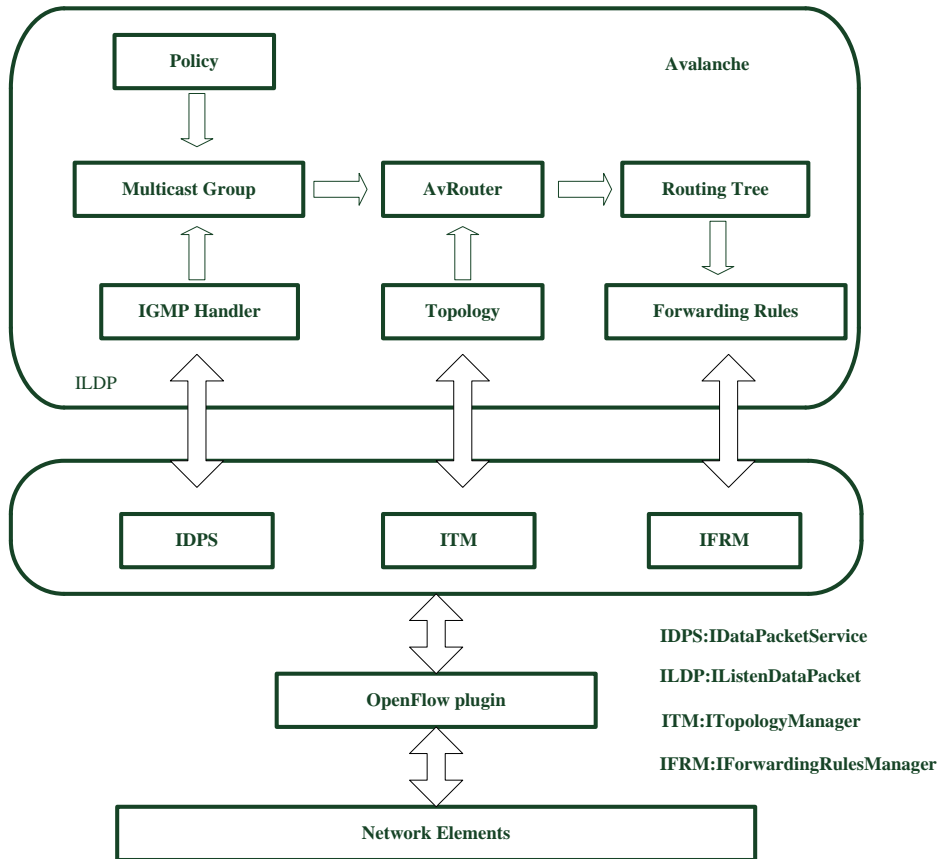 Policy
Avalanche
Multicast Group
AvRouter
Routing Tree
IGMP Handler
Topology
Forwarding Rules
ILDP
IDPS
ITM
IFRM
IDPS:IDataPacketService
ILDP:IListenDataPacket
OpenFlow plugin
ITM:ITopologyManager
IFRM:IForwardingRulesManager
Network Elements